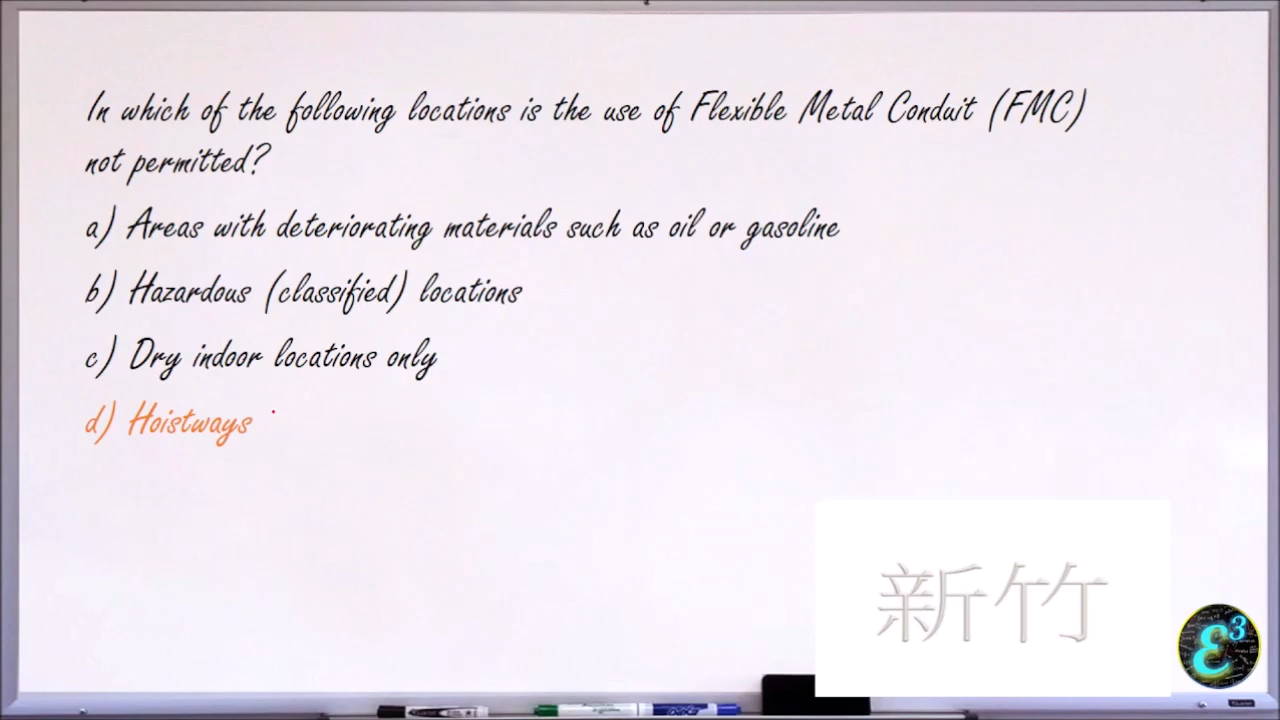 In which of the following locations is the use of Flexible Metal Conduit (FMC)
not permitted?
a) Areas with deteriorating materials such as oil or gasoline
b) Hazardous (classified) locations
c) Dry indoor locations only
d) Hoistways
新竹
ε3